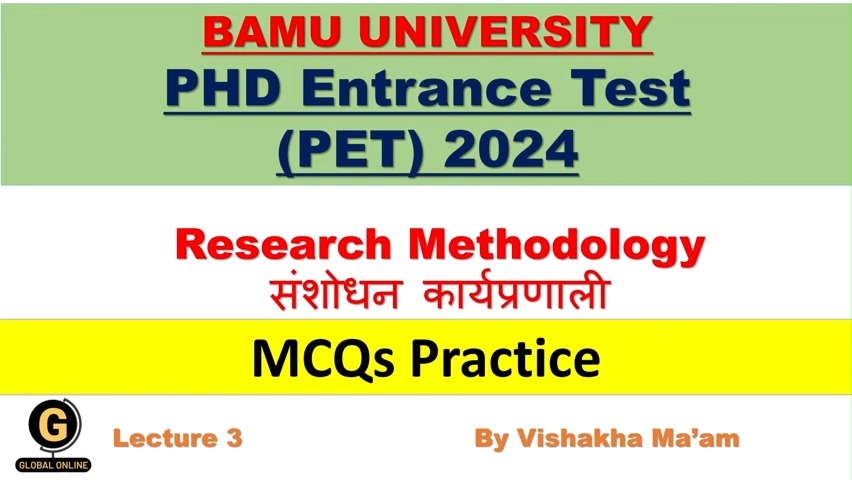 BAMU UNIVERSITY
PHD Entrance Test
(PET) 2024
Research Methodology
संशोधन कार्यप्रणाली
MCQs Practice
G
GLOBAL ONLINE
Lecture 3
By Vishakha Ma’am